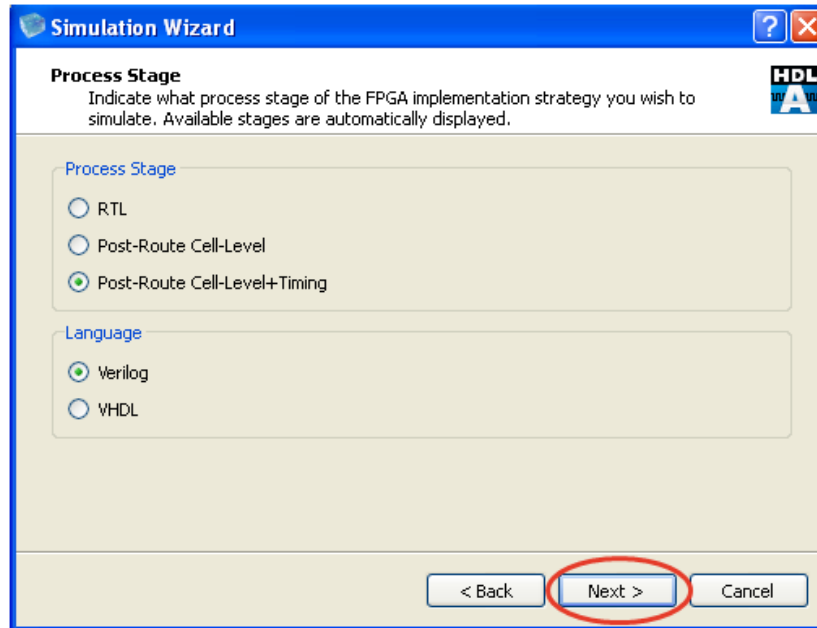 Simulation Wizard
Process Stage
Indicate what process stage of the FPGA implementation strategy you wish to
simulate. Available stages are automatically displayed.
HDL
A
Process Stage
RTL
Post-Route Cell-Level
Post-Route Cell-Level+Timing
Language
Verilog
VHDL
< Back
Next >
Cancel